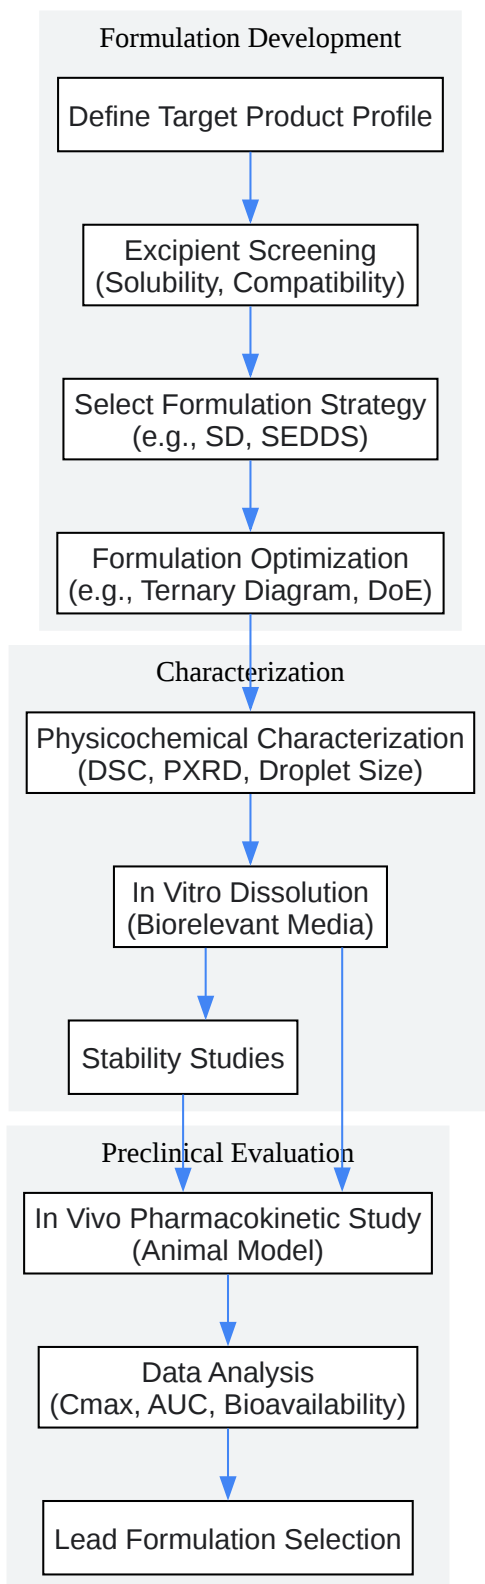 Formulation Development
Define Target Product Profile
Excipient Screening
(Solubility, Compatibility)
Select Formulation Strategy
(e.g., SD, SEDDS)
Formulation Optimization
(e.g., Ternary Diagram, DoE)
Characterization
Physicochemical Characterization
(DSC, PXRD, Droplet Size)
In Vitro Dissolution
(Biorelevant Media)
Stability Studies
Preclinical Evaluation
In Vivo Pharmacokinetic Study
(Animal Model)
Data Analysis
(Cmax, AUC, Bioavailability)
Lead Formulation Selection